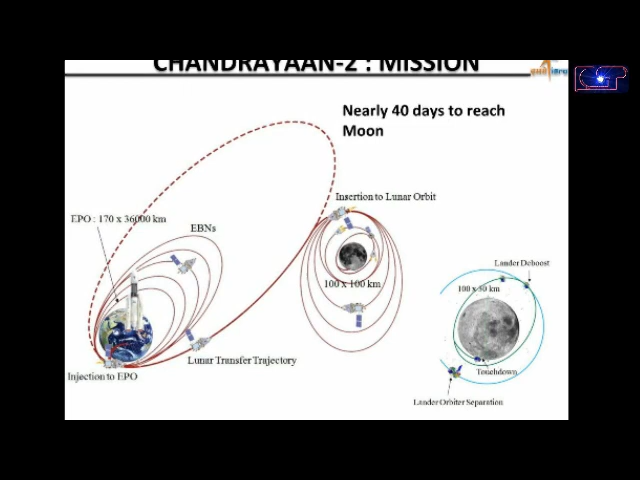 CHANDRAYAAN-2 : MISSION
Nearly 40 days to reach
Moon
Insertion to Lunar Orbit
EPO : 170 x 36000 km
EBNs
Lander Deboost
100 x 100 km
100 x 30 km
Lunar Transfer Trajectory
Touchdown
Injection to EPO
Lander Orbiter Separation